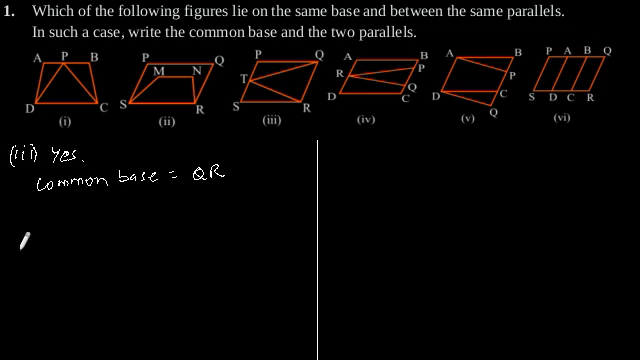 1. Which of the following figures lie on the same base and between the same parallels.
In such a case, write the common base and the two parallels.
A P B D C (i)
P Q M N S R (ii)
P Q T S R (iii)
A B R P Q D C (iv)
A B P D C Q (v)
P A B Q S D C R (vi)
(iii) Yes.
Common base = QR